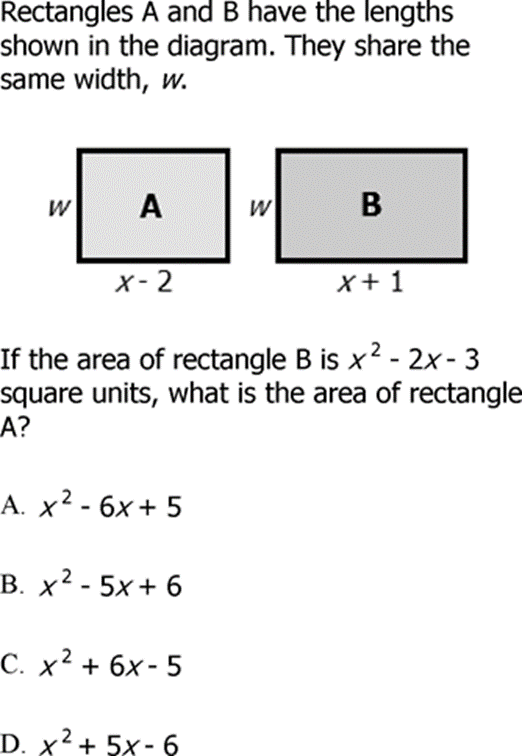 Rectangles A and B have the lengths
shown in the diagram. They share the
same width, w.
w A w B
x - 2 x + 1
If the area of rectangle B is x² - 2x - 3
square units, what is the area of rectangle
A?
A. x² - 6x + 5
B. x² - 5x + 6
C. x² + 6x - 5
D. x² + 5x - 6